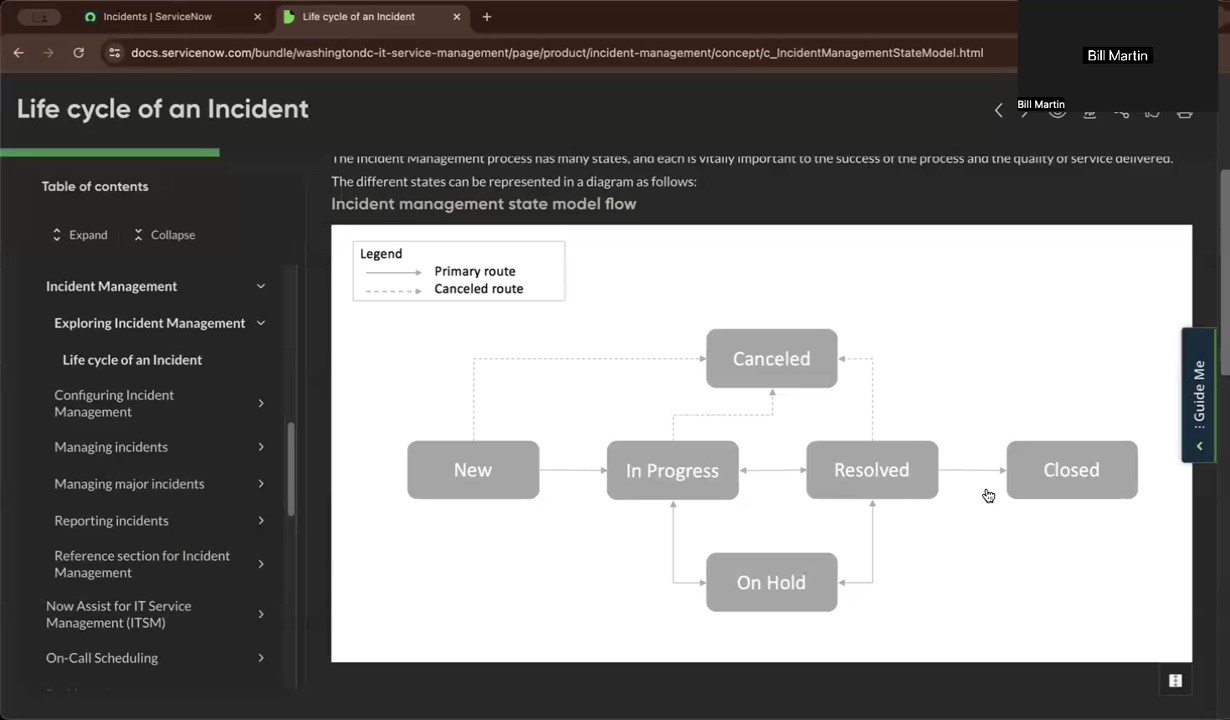 Incidents | ServiceNow
Life cycle of an Incident
docs.servicenow.com/bundle/washingtondc-it-service-management/page/product/incident-management/concept/c_IncidentManagementStateModel.html
Bill Martin
Bill Martin
Life cycle of an Incident
The Incident Management process has many states, and each is vitally important to the success of the process and the quality of service delivered.
The different states can be represented in a diagram as follows:
Incident management state model flow
Table of contents
Expand
Collapse
Incident Management
Exploring Incident Management
Life cycle of an Incident
Configuring Incident
Management
Managing incidents
Managing major incidents
Reporting incidents
Reference section for Incident
Management
Now Assist for IT Service
Management (ITSM)
On-Call Scheduling
Legend
Primary route
Canceled route
Canceled
New
In Progress
Resolved
Closed
On Hold
Guide Me